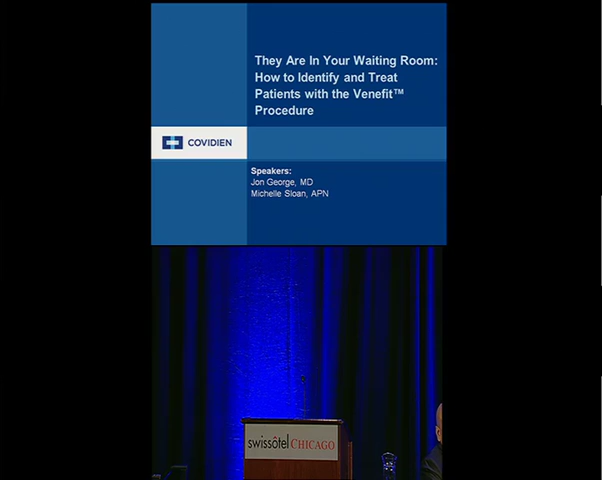 They Are In Your Waiting Room:
How to Identify and Treat
Patients with the Venefit™
Procedure
COVIDIEN
Speakers:
Jon George, MD
Michelle Sloan, APN
swissôtel CHICAGO